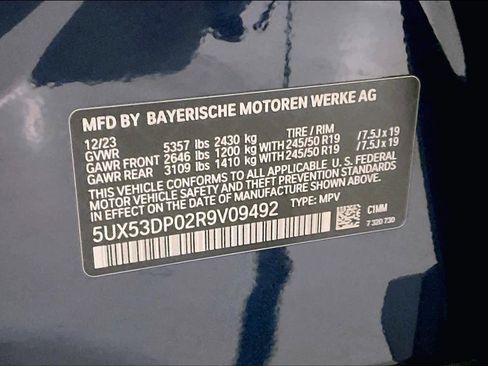 MFD BY BAYERISCHE MOTOREN WERKE AG
12/23 5357 lbs 2430 kg TIRE / RIM
GVWR
GAWR FRONT 2646 lbs 1200 kg WITH 245/50 R19 /7.5J x 19
GAWR REAR 3109 lbs 1410 kg WITH 245/50 R19 /7.5J x 19
THIS VEHICLE CONFORMS TO ALL APPLICABLE U. S. FEDERAL
MOTOR VEHICLE SAFETY AND THEFT PREVENTION STANDARDS
IN EFFECT ON THE DATE OF MANUFACTURE SHOWN ABOVE.
5UX53DP02R9V09492 TYPE: MPV
C1MM
7 320 730